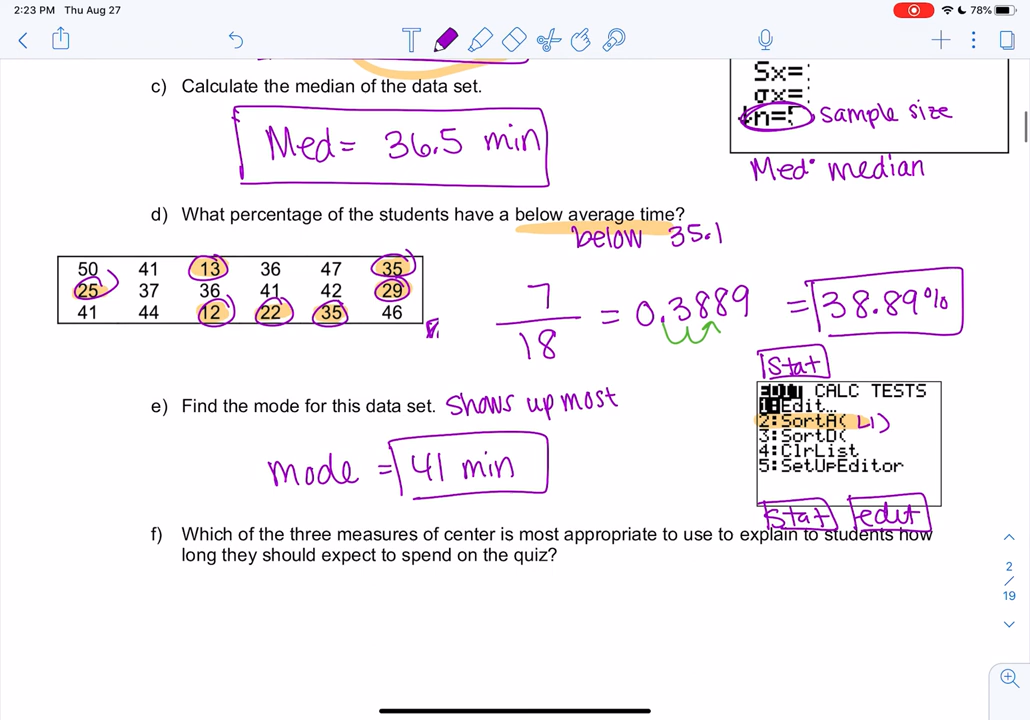 2:23 PM Thu Aug 27
78%
c) Calculate the median of the data set.
Med= 36.5 min
Sx=
σx=
n=5 sample size
Med: median
d) What percentage of the students have a below average time?
below 35.1
50 41 13 36 47 35
25 37 36 41 42 29
41 44 12 22 35 46
7/18 = 0.3889 = 38.89%
Stat
EDIT CALC TESTS
1:Edit…
2:SortA( L1)
3:SortD(
4:ClrList
5:SetUpEditor
e) Find the mode for this data set. shows up most
mode = 41 min
Stat edit
f) Which of the three measures of center is most appropriate to use to explain to students how
long they should expect to spend on the quiz?
2
/
19